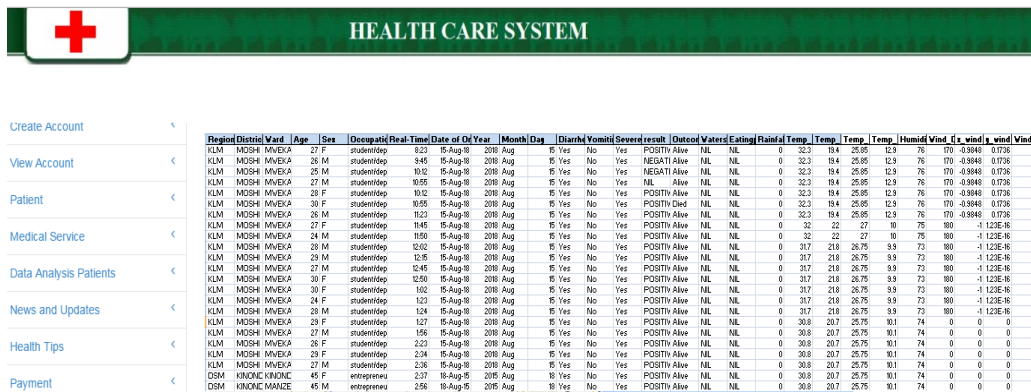 HEALTH CARE SYSTEM
Create Account
View Account
Patient
Medical Service
Data Analysis Patients
News and Updates
Health Tips
Payment
Region Distric Ward Age Sex Occupatio Real-Time Date of Or Year Month Day Diarrhe Vomitin Severe result Outcor Waters Eating Rainfal Temp_ Temp_ Temp_ Temp_ Humidi Wind_D x_wind y_wind Wind
KLM MOSHI MWEKA 27 F student/dep 8:23 15-Aug-18 2018 Aug 15 Yes No Yes POSITIV Alive NIL NIL 0 32.3 19.4 25.85 12.9 76 170 -0.9848 0.1736
KLM MOSHI MWEKA 26 M student/dep 9:45 15-Aug-18 2018 Aug 15 Yes No Yes NEGATI Alive NIL NIL 0 32.3 19.4 25.85 12.9 76 170 -0.9848 0.1736
KLM MOSHI MWEKA 25 M student/dep 10:12 15-Aug-18 2018 Aug 15 Yes No Yes NEGATI Alive NIL NIL 0 32.3 19.4 25.85 12.9 76 170 -0.9848 0.1736
KLM MOSHI MWEKA 27 M student/dep 10:55 15-Aug-18 2018 Aug 15 Yes No Yes NIL Alive NIL NIL 0 32.3 19.4 25.85 12.9 76 170 -0.9848 0.1736
KLM MOSHI MWEKA 28 F student/dep 10:12 15-Aug-18 2018 Aug 15 Yes No Yes POSITIV Alive NIL NIL 0 32.3 19.4 25.85 12.9 76 170 -0.9848 0.1736
KLM MOSHI MWEKA 30 F student/dep 10:55 15-Aug-18 2018 Aug 15 Yes No Yes POSITIV Died NIL NIL 0 32.3 19.4 25.85 12.9 76 170 -0.9848 0.1736
KLM MOSHI MWEKA 26 M student/dep 11:23 15-Aug-18 2018 Aug 15 Yes No Yes POSITIV Alive NIL NIL 0 32.3 19.4 25.85 12.9 76 170 -0.9848 0.1736
KLM MOSHI MWEKA 27 F student/dep 11:45 15-Aug-18 2018 Aug 15 Yes No Yes POSITIV Alive NIL NIL 0 32 22 27 10 75 180 -1 1.23E-16
KLM MOSHI MWEKA 24 M student/dep 11:50 15-Aug-18 2018 Aug 15 Yes No Yes POSITIV Alive NIL NIL 0 32 22 27 10 75 180 -1 1.23E-16
KLM MOSHI MWEKA 28 M student/dep 12:02 15-Aug-18 2018 Aug 15 Yes No Yes POSITIV Alive NIL NIL 0 31.7 21.8 26.75 9.9 73 180 -1 1.23E-16
KLM MOSHI MWEKA 29 M student/dep 12:15 15-Aug-18 2018 Aug 15 Yes No Yes POSITIV Alive NIL NIL 0 31.7 21.8 26.75 9.9 73 180 -1 1.23E-16
KLM MOSHI MWEKA 27 M student/dep 12:45 15-Aug-18 2018 Aug 15 Yes No Yes POSITIV Alive NIL NIL 0 31.7 21.8 26.75 9.9 73 180 -1 1.23E-16
KLM MOSHI MWEKA 30 F student/dep 12:50 15-Aug-18 2018 Aug 15 Yes No Yes POSITIV Alive NIL NIL 0 31.7 21.8 26.75 9.9 73 180 -1 1.23E-16
KLM MOSHI MWEKA 30 F student/dep 1:02 15-Aug-18 2018 Aug 15 Yes No Yes POSITIV Alive NIL NIL 0 31.7 21.8 26.75 9.9 73 180 -1 1.23E-16
KLM MOSHI MWEKA 24 F student/dep 1:23 15-Aug-18 2018 Aug 15 Yes No Yes POSITIV Alive NIL NIL 0 31.7 21.8 26.75 9.9 73 180 -1 1.23E-16
KLM MOSHI MWEKA 28 M student/dep 1:24 15-Aug-18 2018 Aug 15 Yes No Yes POSITIV Alive NIL NIL 0 31.7 21.8 26.75 9.9 73 180 -1 1.23E-16
KLM MOSHI MWEKA 29 F student/dep 1:27 15-Aug-18 2018 Aug 15 Yes No Yes POSITIV Alive NIL NIL 0 30.8 20.7 25.75 10.1 74 0 0 0
KLM MOSHI MWEKA 27 M student/dep 1:56 15-Aug-18 2018 Aug 15 Yes No Yes POSITIV Alive NIL NIL 0 30.8 20.7 25.75 10.1 74 0 0 0
KLM MOSHI MWEKA 26 F student/dep 2:23 15-Aug-18 2018 Aug 15 Yes No Yes POSITIV Alive NIL NIL 0 30.8 20.7 25.75 10.1 74 0 0 0
KLM MOSHI MWEKA 29 F student/dep 2:34 15-Aug-18 2018 Aug 15 Yes No Yes POSITIV Alive NIL NIL 0 30.8 20.7 25.75 10.1 74 0 0 0
KLM MOSHI MWEKA 27 M student/dep 2:36 15-Aug-18 2018 Aug 15 Yes No Yes POSITIV Alive NIL NIL 0 30.8 20.7 25.75 10.1 74 0 0 0
DSM KINOND KINOND 45 F entrepreneu 2:37 18-Aug-15 2015 Aug 18 Yes No Yes POSITIV Alive NIL NIL 0 30.8 20.7 25.75 10.1 74 0 0 0
DSM KINOND MANZE 45 M entrepreneu 2:56 18-Aug-15 2015 Aug 18 Yes No Yes POSITIV Alive NIL NIL 0 30.8 20.7 25.75 10.1 74 0 0 0